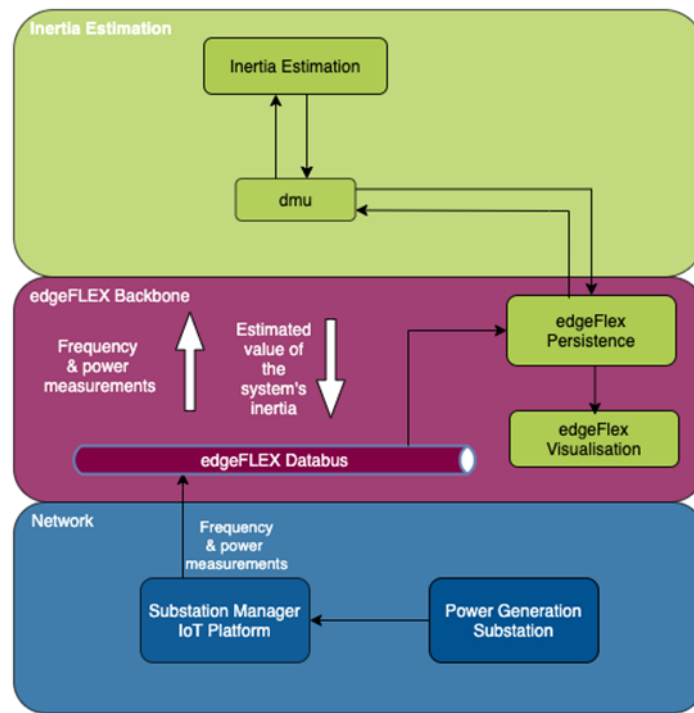 Inertia Estimation
Inertia Estimation
dmu
edgeFLEX Backbone
Frequency
& power
measurements
Estimated
value of
the
system's
inertia
edgeFlex
Persistence
edgeFlex
Visualisation
edgeFLEX Databus
Network
Frequency
& power
measurements
Substation Manager
IoT Platform
Power Generation
Substation